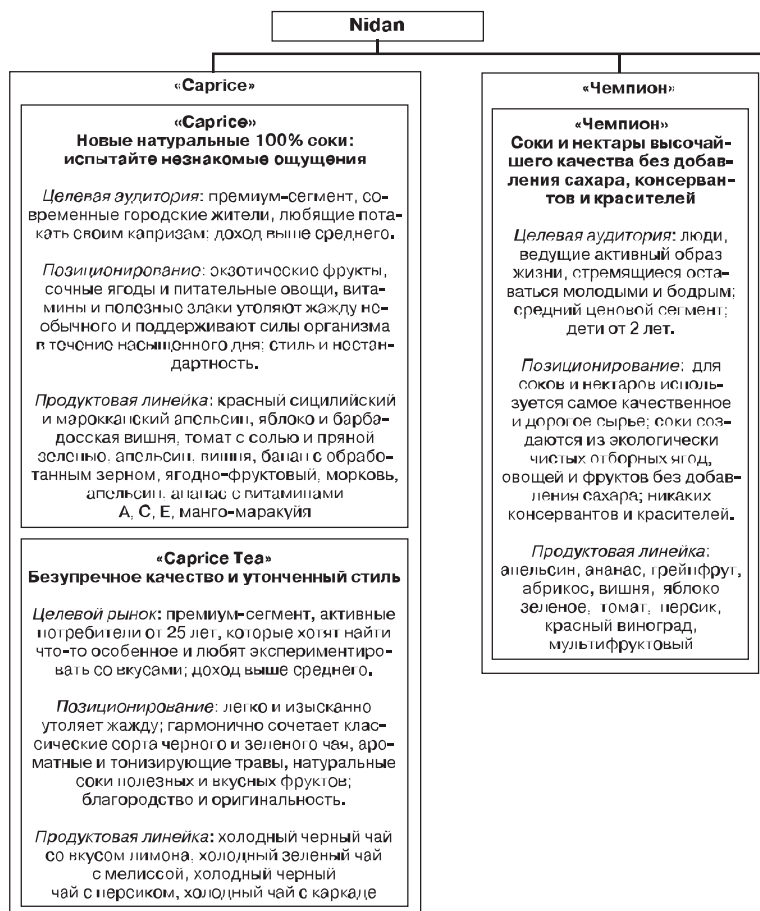 Nidan
«Caprice»
«Caprice»
Новые натуральные 100% соки:
испытайте незнакомые ощущения
Целевая аудитория: премиум-сегмент, со-
временные городские жители, любящие пота-
кать своим капризам; доход выше среднего.
Позиционирование: экзотические фрукты,
сочные ягоды и питательные овощи, вита-
мины и полезные злаки утоляют жажду не-
обычного и поддерживают силы организма
в течение насыщенного дня; стиль и нестан-
дартность.
Продуктовая линейка: красный сицилийский
и марокканский апельсин, яблоко и барба-
досская вишня, томат с солью и пряной
зеленью, апельсин, вишня, банан с обрабо-
танным зерном, ягодно-фруктовый, морковь,
апельсин, ананас с витаминами
А, С, Е, манго-маракуйя
«Caprice Tea»
Безупречное качество и утонченный стиль
Целевой рынок: премиум-сегмент, активные
потребители от 25 лет, которые хотят найти
что-то особенное и любят экспериментиро-
вать со вкусами; доход выше среднего.
Позиционирование: легко и изысканно
утоляет жажду; гармонично сочетает клас-
сические сорта черного и зеленого чая, аро-
матные и тонизирующие травы, натуральные
соки полезных и вкусных фруктов;
благородство и оригинальность.
Продуктовая линейка: холодный черный чай
со вкусом лимона, холодный зеленый чай
с мелиссой, холодный черный
чай с персиком, холодный чай с каркаде
«Чемпион»
«Чемпион»
Соки и нектары высочай-
шего качества без добав-
ления сахара, консерван-
тов и красителей
Целевая аудитория: люди,
ведущие активный образ
жизни, стремящиеся оста-
ваться молодыми и бодрым;
средний ценовой сегмент;
дети от 2 лет.
Позиционирование: для
соков и нектаров исполь-
зуется самое качественное
и дорогое сырье; соки соз-
даются из экологически
чистых отборных ягод,
овощей и фруктов без добав-
ления сахара; никаких
консервантов и красителей.
Продуктовая линейка:
апельсин, ананас, грейпфрут,
абрикос, вишня, яблоко
зеленое, томат, персик,
красный виноград,
мультифруктовый